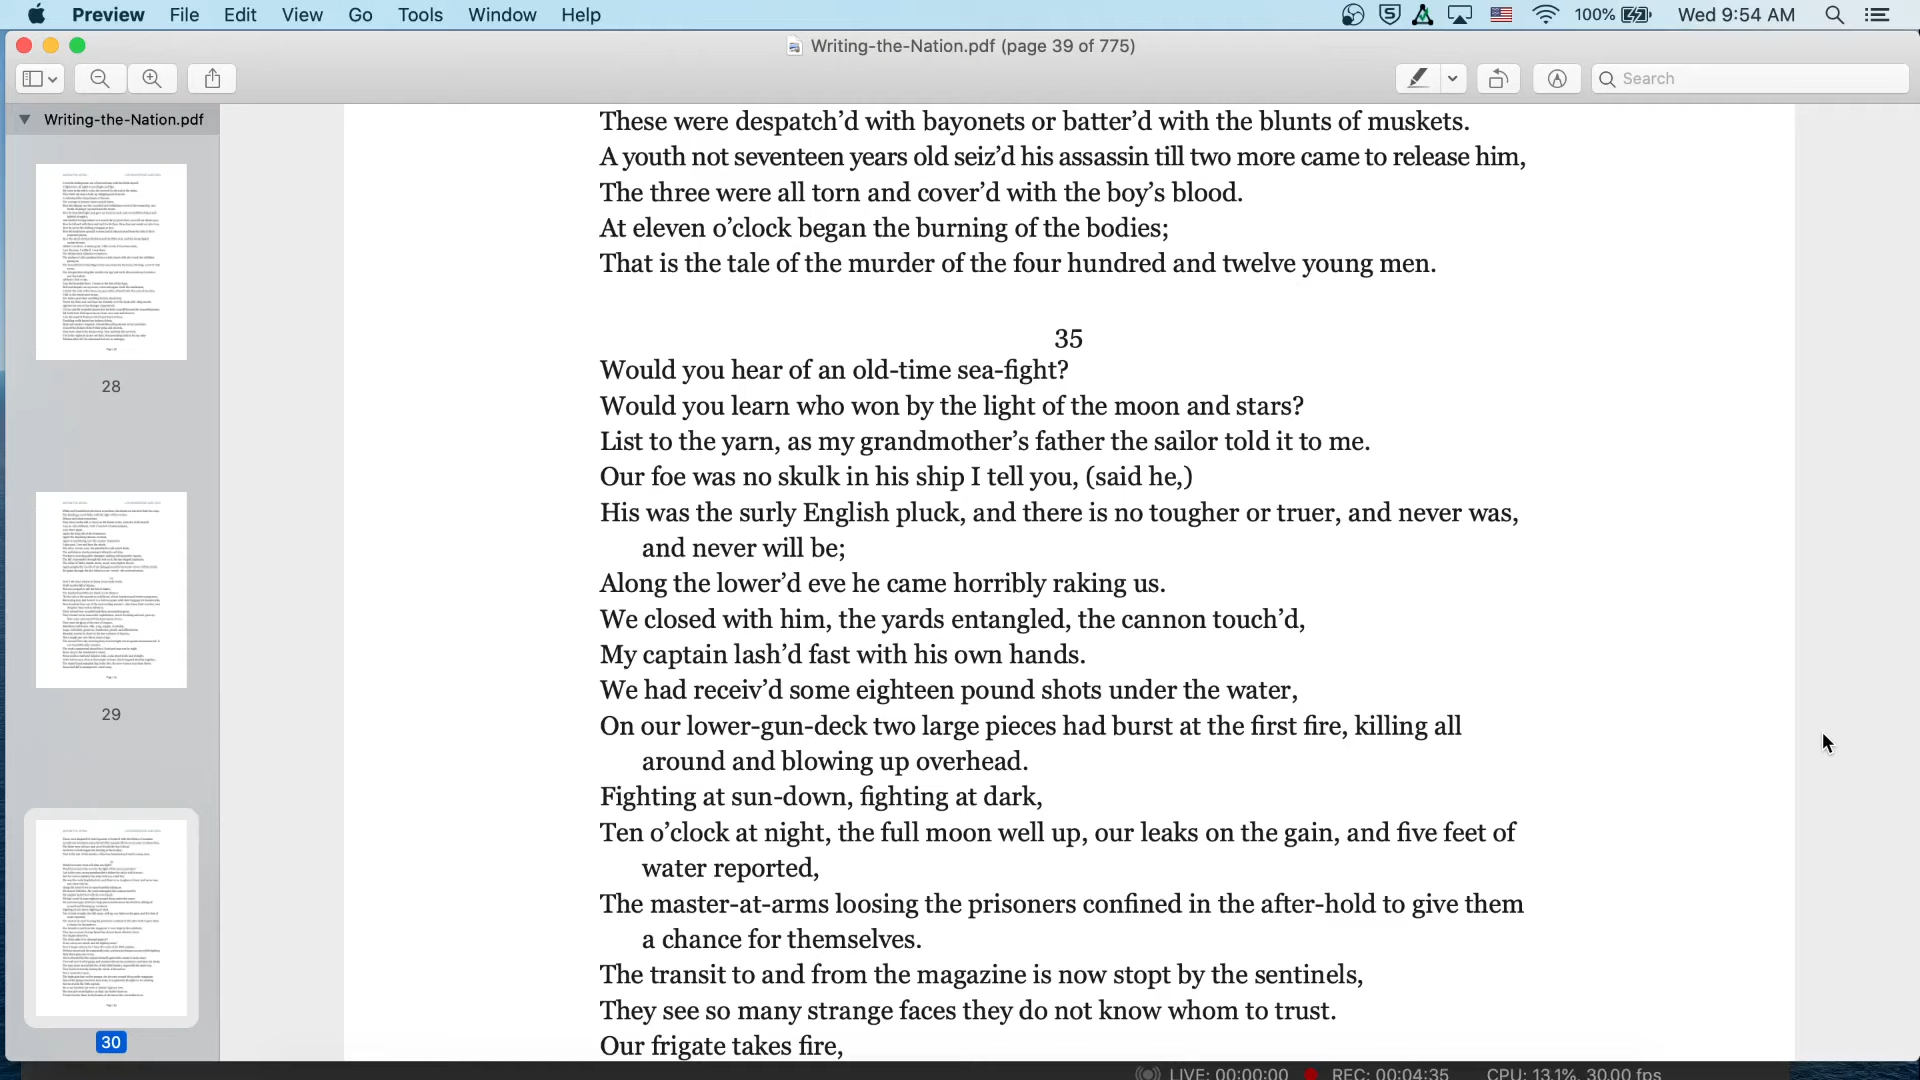 Preview File Edit View Go Tools Window Help 100% Wed 9:54 AM
Writing-the-Nation.pdf (page 39 of 775)
Search
Writing-the-Nation.pdf
28
29
30
These were despatch’d with bayonets or batter’d with the blunts of muskets.
A youth not seventeen years old seiz’d his assassin till two more came to release him,
The three were all torn and cover’d with the boy’s blood.
At eleven o’clock began the burning of the bodies;
That is the tale of the murder of the four hundred and twelve young men.
35
Would you hear of an old-time sea-fight?
Would you learn who won by the light of the moon and stars?
List to the yarn, as my grandmother’s father the sailor told it to me.
Our foe was no skulk in his ship I tell you, (said he,)
His was the surly English pluck, and there is no tougher or truer, and never was,
and never will be;
Along the lower’d eve he came horribly raking us.
We closed with him, the yards entangled, the cannon touch’d,
My captain lash’d fast with his own hands.
We had receiv’d some eighteen pound shots under the water,
On our lower-gun-deck two large pieces had burst at the first fire, killing all
around and blowing up overhead.
Fighting at sun-down, fighting at dark,
Ten o’clock at night, the full moon well up, our leaks on the gain, and five feet of
water reported,
The master-at-arms loosing the prisoners confined in the after-hold to give them
a chance for themselves.
The transit to and from the magazine is now stopt by the sentinels,
They see so many strange faces they do not know whom to trust.
Our frigate takes fire,
LIVE: 00:00:00 REC: 00:04:35 CPU: 13.1%, 30.00 fps